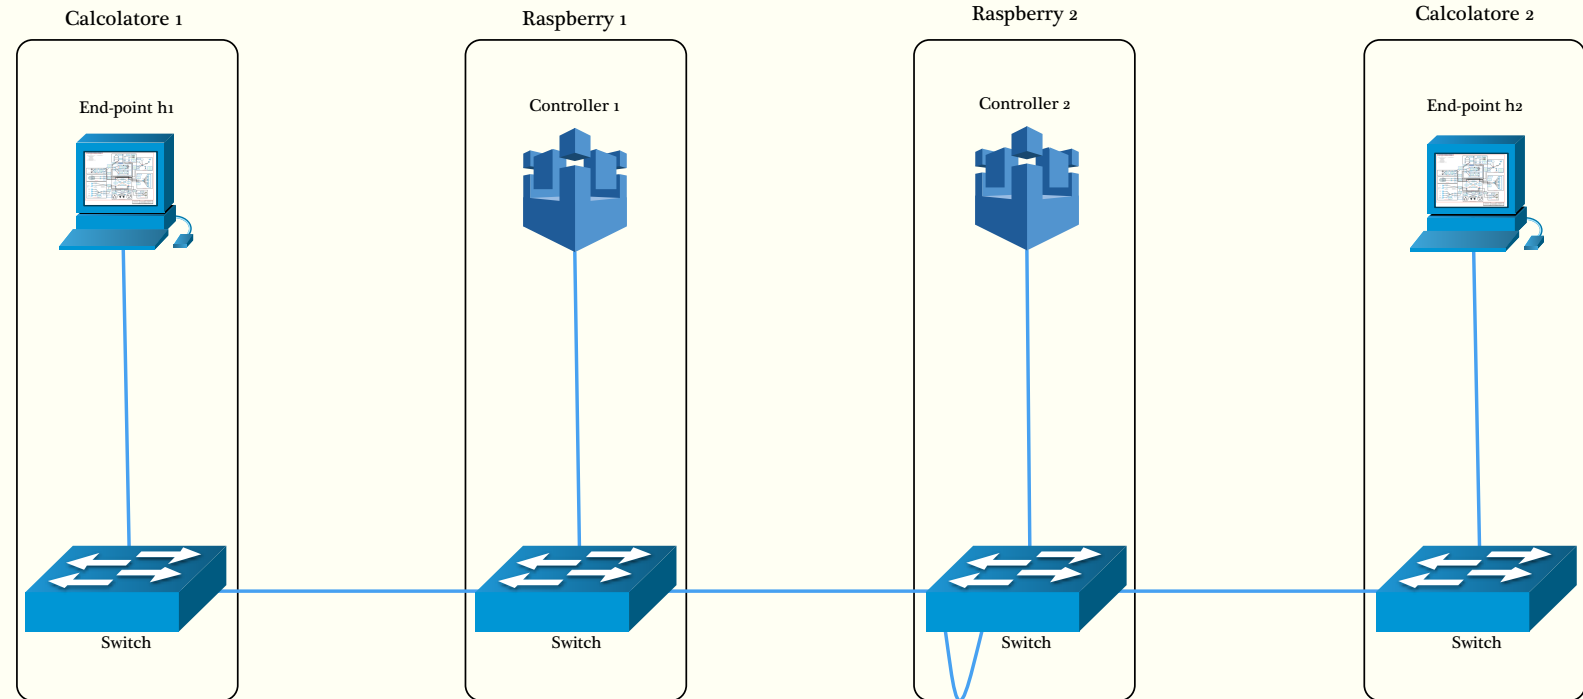 Calcolatore 1
Raspberry 1
Raspberry 2
Calcolatore 2
End-point h1
Controller 1
Controller 2
End-point h2
Switch
Switch
Switch
Switch